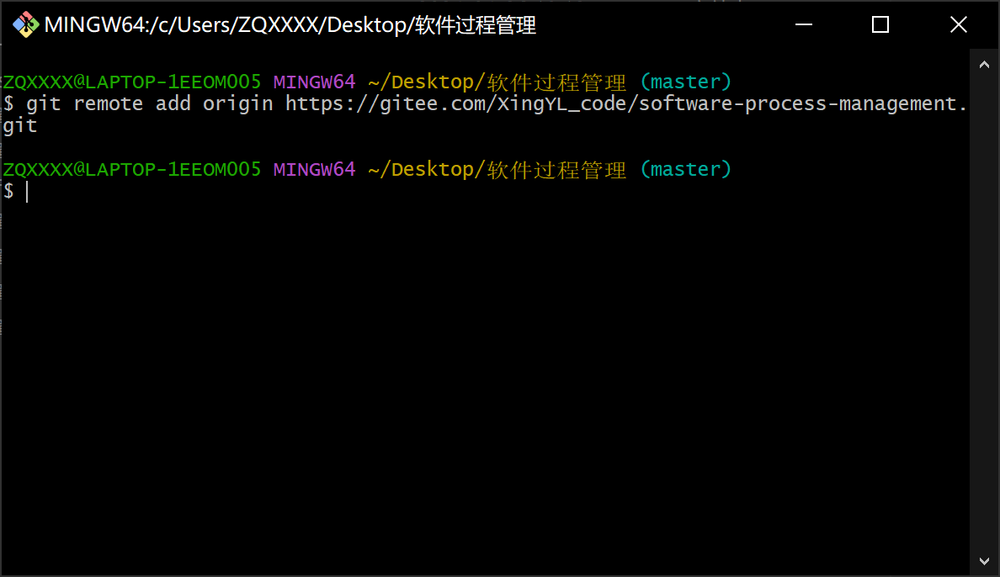 MINGW64:/c/Users/ZQXXXX/Desktop/软件过程管理
ZQXXXX@LAPTOP-1EEOM005 MINGW64 ~/Desktop/软件过程管理 (master)
$ git remote add origin https://gitee.com/XingYL_code/software-process-management.
git
ZQXXXX@LAPTOP-1EEOM005 MINGW64 ~/Desktop/软件过程管理 (master)
$